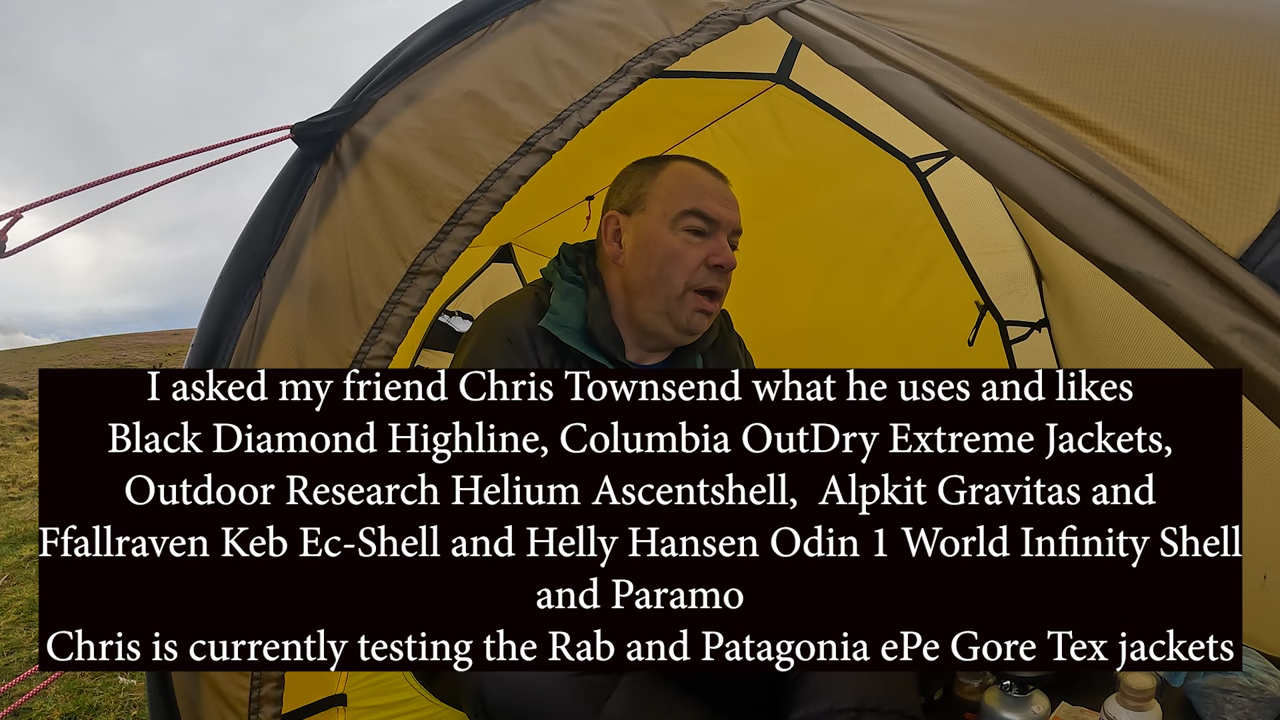 I asked my friend Chris Townsend what he uses and likes
Black Diamond Highline, Columbia OutDry Extreme Jackets,
Outdoor Research Helium Ascentshell,  Alpkit Gravitas and
Ffallraven Keb Ec-Shell and Helly Hansen Odin 1 World Infinity Shell
and Paramo
Chris is currently testing the Rab and Patagonia ePe Gore Tex jackets